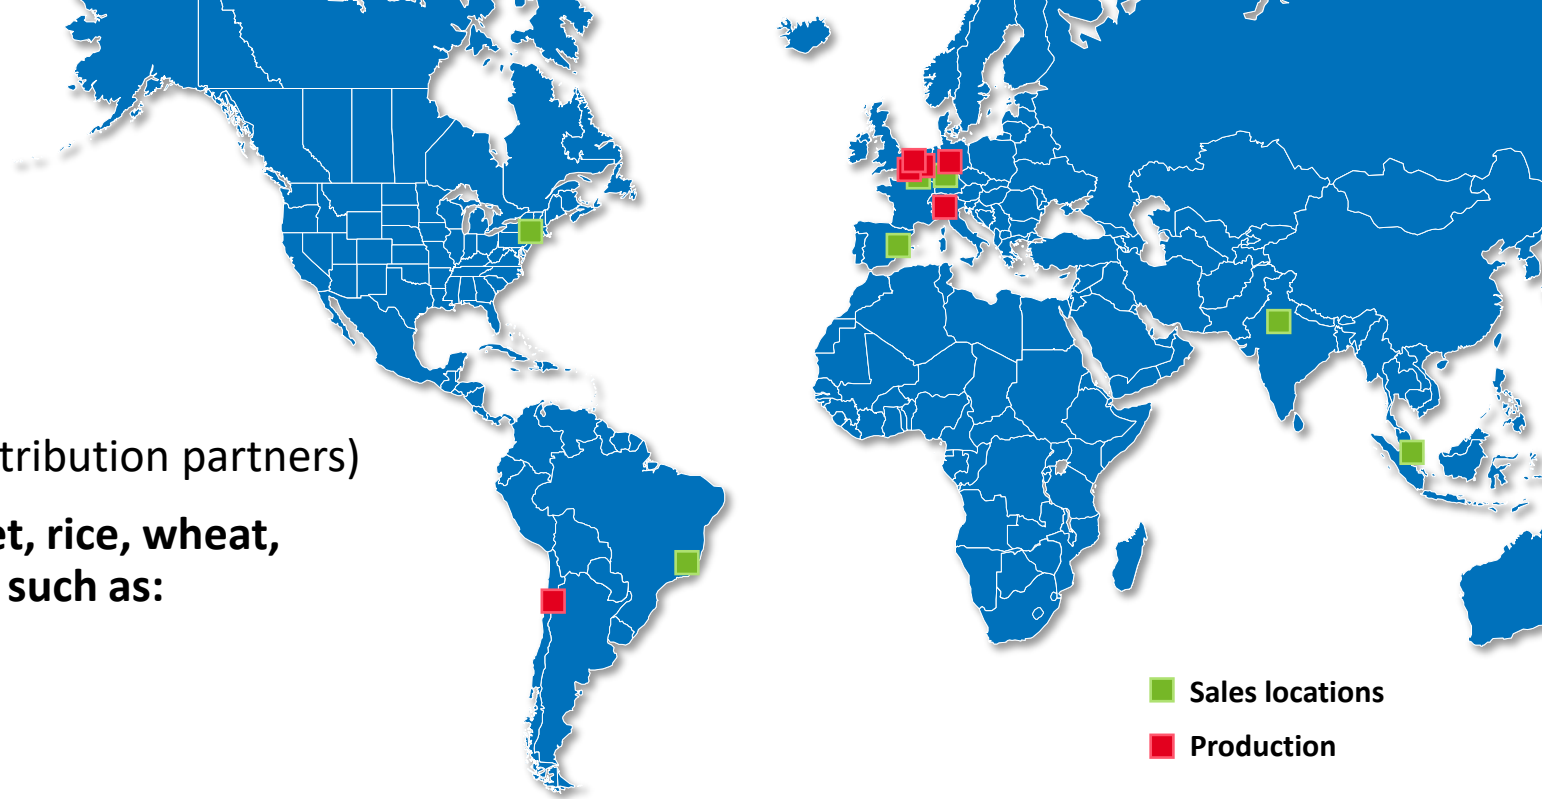 tribution partners)
et, rice, wheat,
such as:
Sales locations
Production